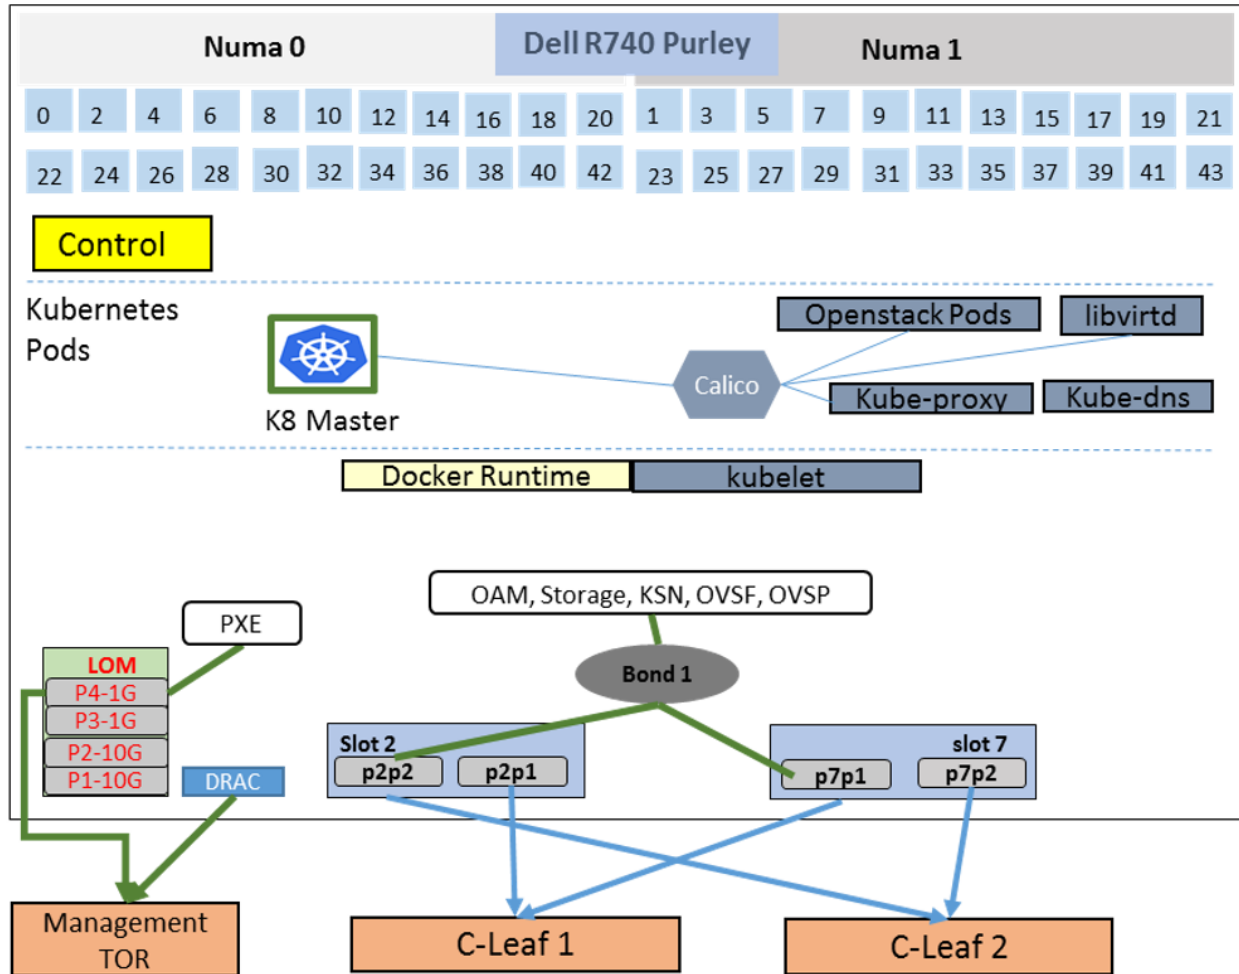 Numa 0
Dell R740 Purley
Numa 1
0 2 4 6 8 10 12 14 16 18 20 1 3 5 7 9 11 13 15 17 19 21
22 24 26 28 30 32 34 36 38 40 42 23 25 27 29 31 33 35 37 39 41 43
Control
Kubernetes
Pods
K8 Master
Calico
Openstack Pods
libvirtd
Kube-proxy
Kube-dns
Docker Runtime
kubelet
OAM, Storage, KSN, OVSF, OVSP
PXE
Bond 1
LOM
P4-1G
P3-1G
P2-10G
P1-10G
DRAC
Slot 2
p2p2
p2p1
slot 7
p7p1
p7p2
Management
TOR
C-Leaf 1
C-Leaf 2